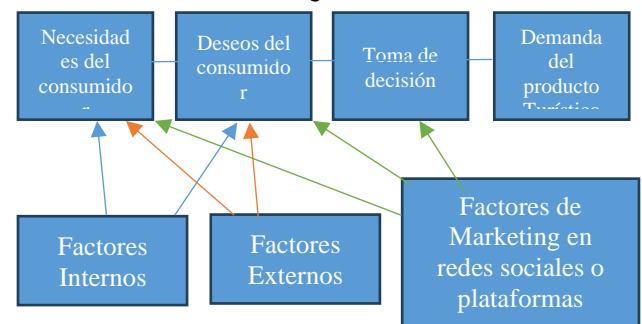 Necesidad
es del
consumido
r
Deseos del
consumido
r
Toma de
decisión
Demanda
del
producto
Turístico
Factores
Internos
Factores
Externos
Factores de
Marketing en
redes sociales o
plataformas